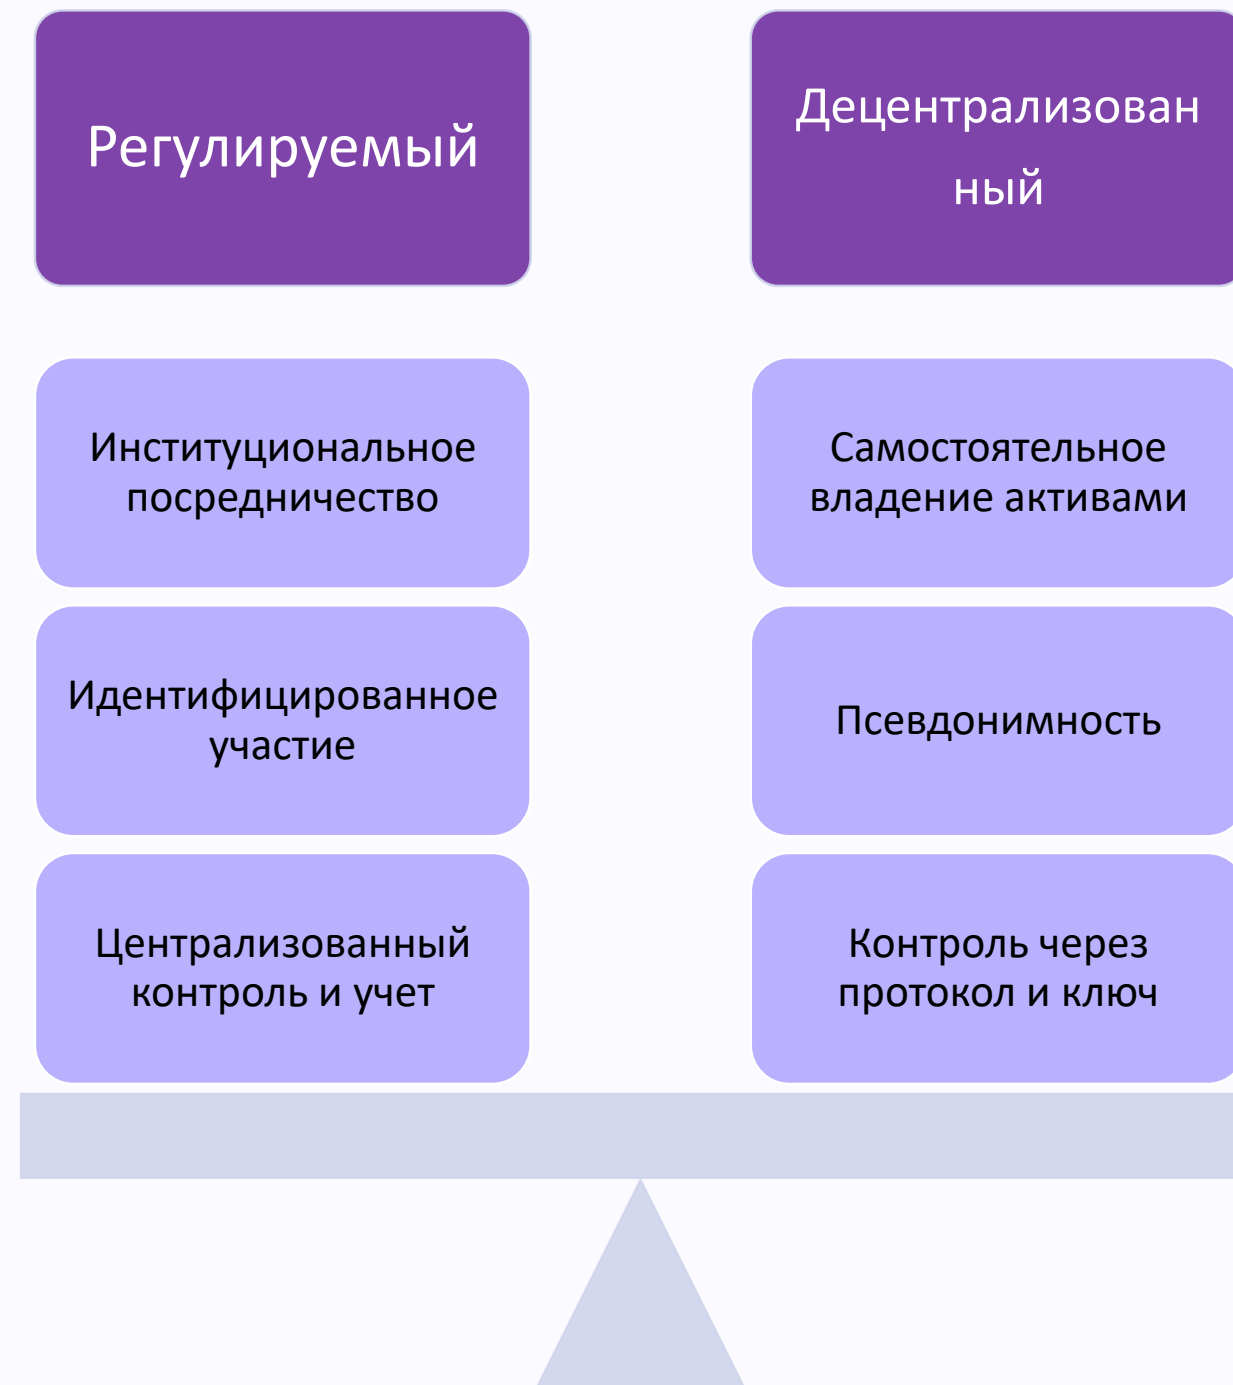 Регулируемый
Децентрализован
ный
Институциональное
посредничество
Самостоятельное
владение активами
Идентифицированное
участие
Псевдонимность
Централизованный
контроль и учет
Контроль через
протокол и ключ